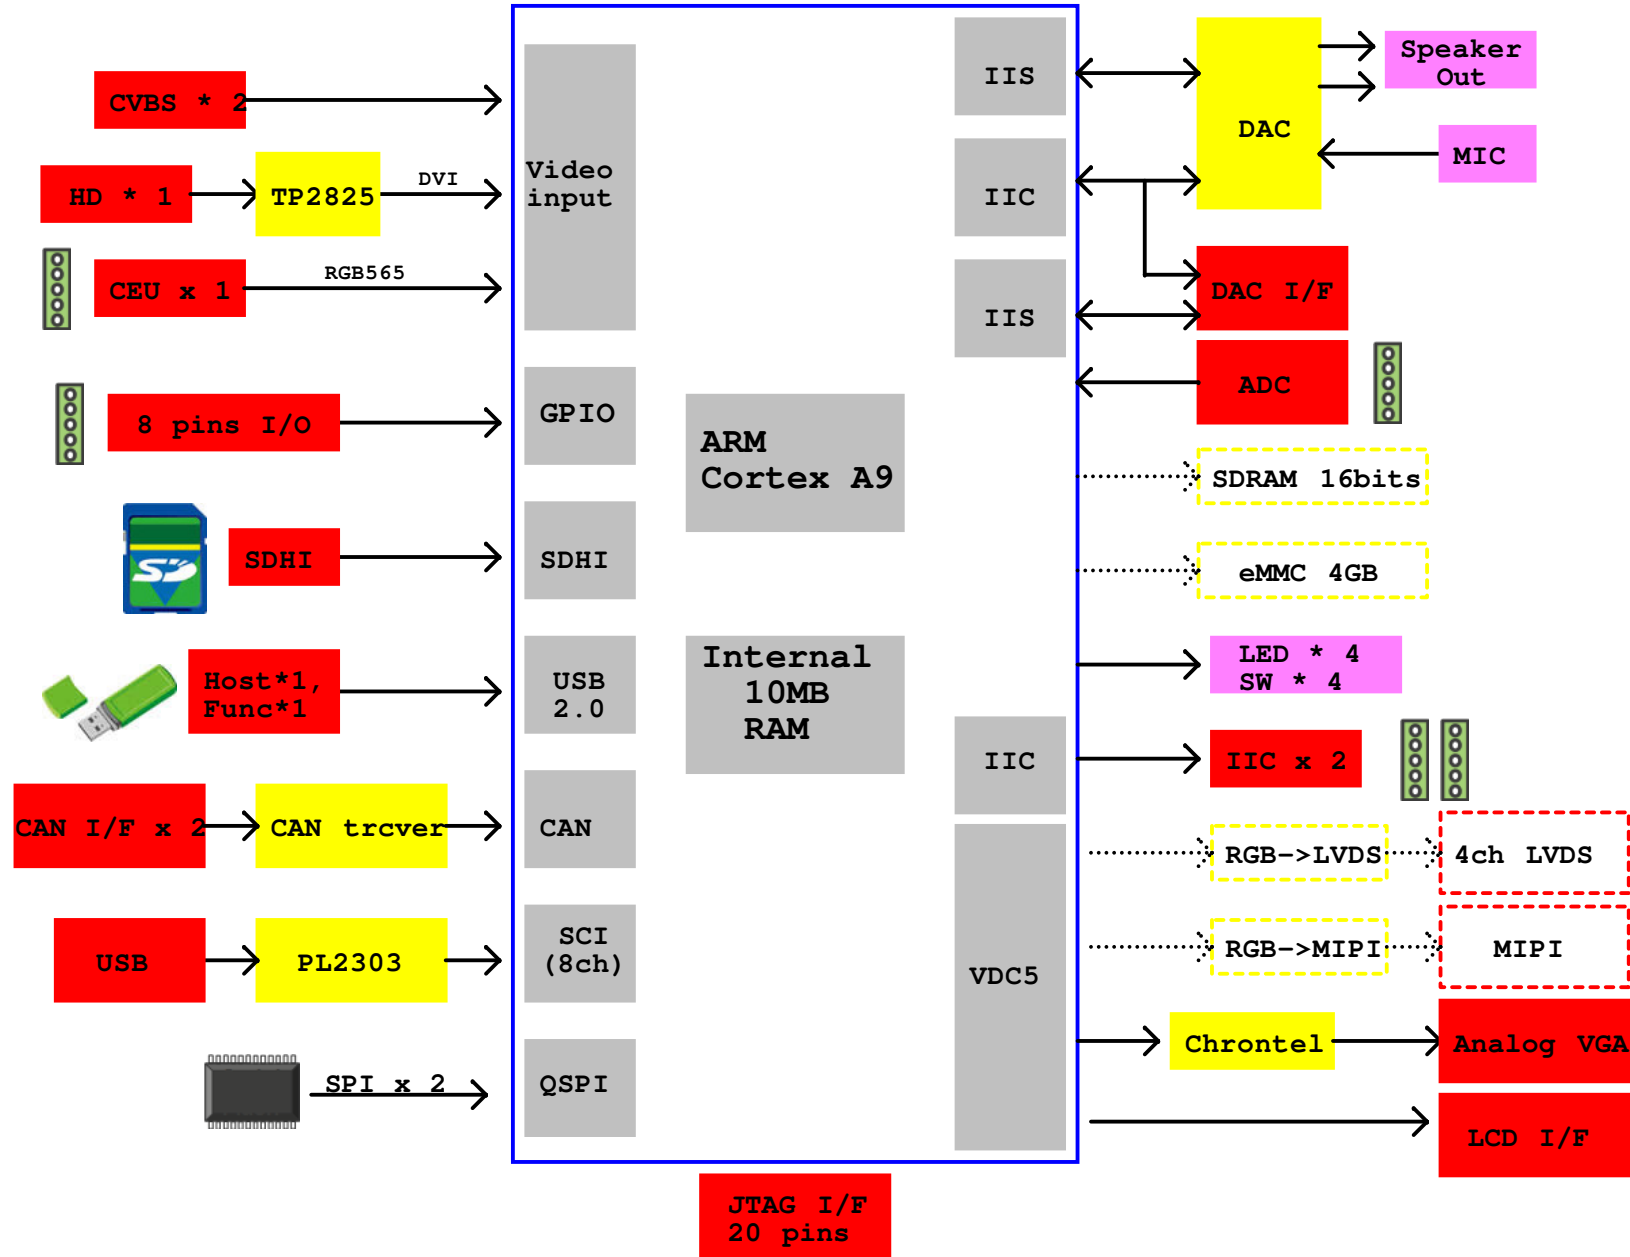 CVBS * 2
HD * 1
TP2825
DVI
CEU x 1
RGB565
Video
input
8 pins I/O
GPIO
SD
SDHI
SDHI
Host*1,
Func*1
USB
2.0
CAN I/F x 2
CAN trcver
CAN
USB
PL2303
SCI
(8ch)
SPI x 2
QSPI
ARM
Cortex A9
Internal
10MB
RAM
IIS
IIC
IIS
IIC
VDC5
DAC
Speaker
Out
MIC
DAC I/F
ADC
SDRAM 16bits
eMMC 4GB
LED * 4
SW * 4
IIC x 2
RGB->LVDS
4ch LVDS
RGB->MIPI
MIPI
Chrontel
Analog VGA
LCD I/F
JTAG I/F
20 pins